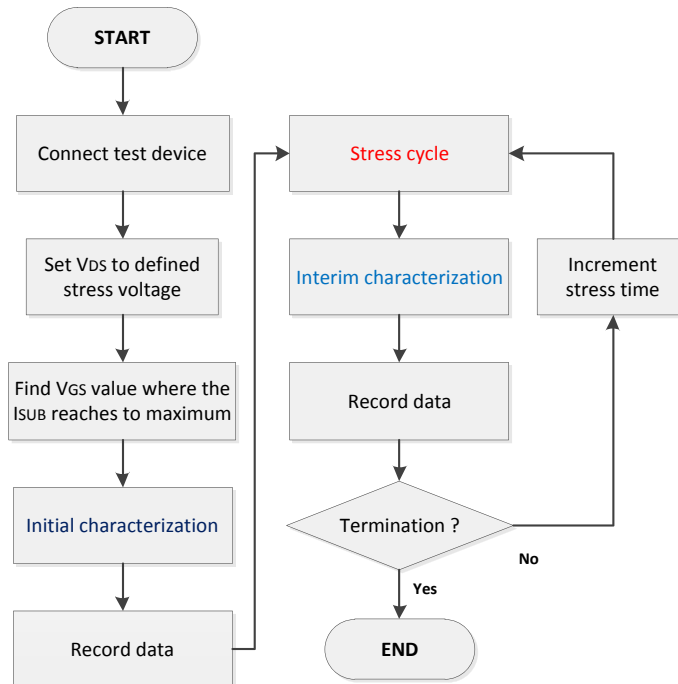 START
Connect test device
Set VDS to defined
stress voltage
Find VGS value where the
ISUB reaches to maximum
Initial characterization
Record data
Stress cycle
Interim characterization
Record data
Termination ?
Yes
END
No
Increment
stress time